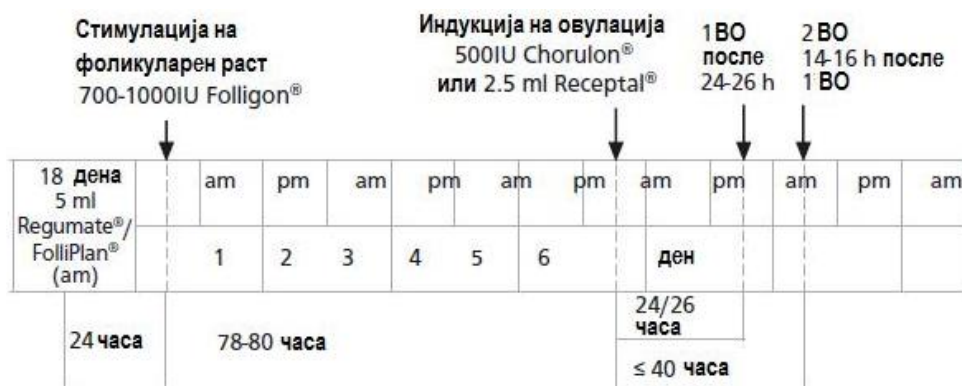 Стимулација на
фоликуларен раст
700-1000IU Folligon®
Индукција на овулација
500IU Chorulon®
или 2.5 ml Receptal®
1ВО
после
24-26 h
2 ВО
14-16 h после
1ВО
18 дена
5 ml
Regumate®/
FolliPlan®
(am)
am pm am pm am pm am pm am pm am
1 2 3 4 5 6 ден
24 часа
78-80 часа
24/26
часа
≤ 40 часа